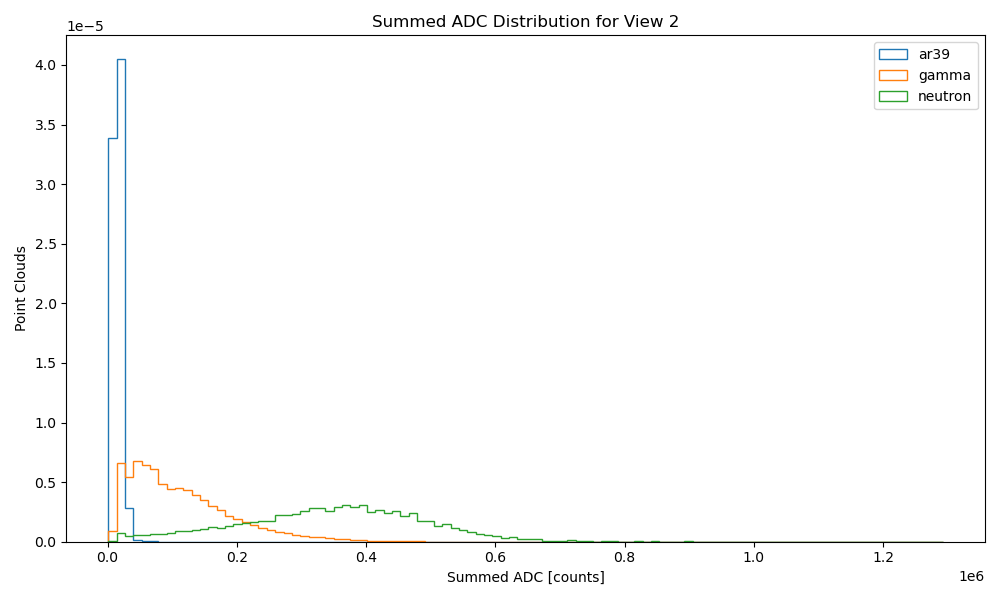 Summed ADC Distribution for View 2
1e−5
4.0
3.5
3.0
2.5
2.0
1.5
1.0
0.5
0.0
Point Clouds
ar39
gamma
neutron
0.0 0.2 0.4 0.6 0.8 1.0 1.2
1e6
Summed ADC [counts]